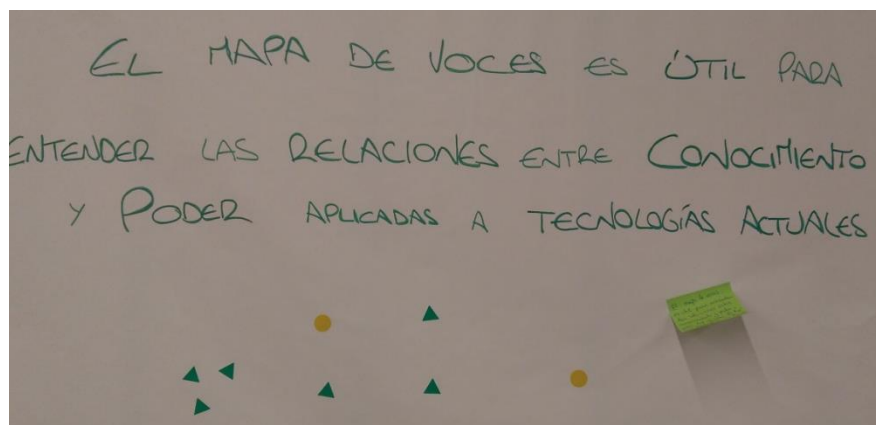 EL MAPA DE VOCES ES ÚTIL PARA
ENTENDER LAS RELACIONES ENTRE CONOCIMIENTO
Y PODER APLICADAS A TECNOLOGÍAS ACTUALES